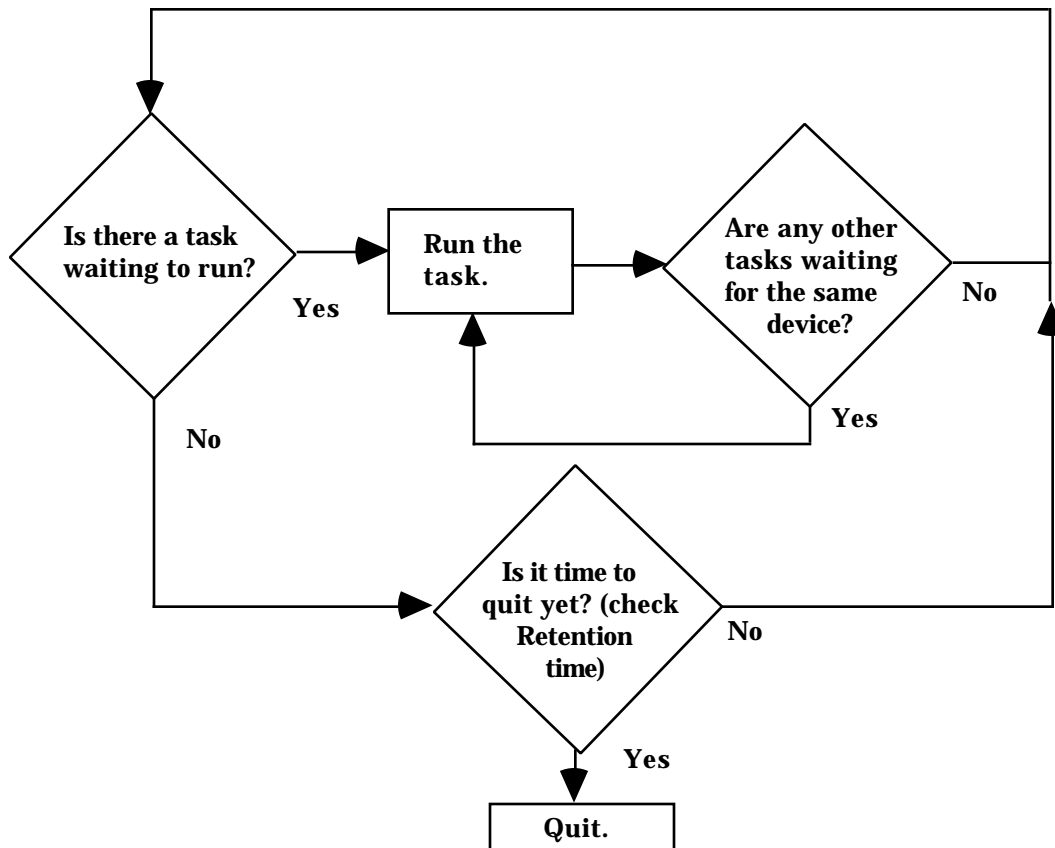 Is there a task
waiting to run?
Yes
No
Run the
task.
Are any other
tasks waiting
for the same
device?
No
Yes
Is it time to
quit yet? (check
Retention
time)
No
Yes
Quit.